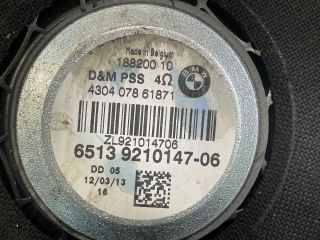 Made in Belgium
188200 10
D&M PSS 4Ω
BMW
4304 078 61871
ZL921014706
6513 9210147-06
DD 05
12/03/13
16